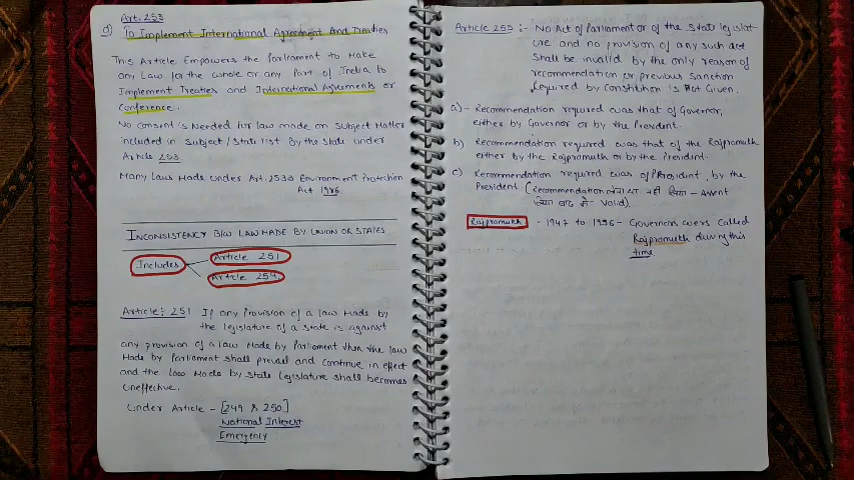 Art. 253
d) To Implement International Agreement And Treaties
This Article Empowers the Parliament to Make
any Law for the whole or any Part of India to
Implement Treaties and International Agreements or
Conference.
No consent is Needed for law made on Subject Matter
included in Subject / State list by the State under
Article 253
Many Laws Made under Art. 253 Environment Protection
Act 1986
INCONSISTENCY B/W LAW MADE BY UNION OR STATES
Includes
Article 251
Article 254
Article: 251 If any Provision of a law Made by
the legislature of a state is against
any provision of a law Made by Parliament then the law
Made by Parliament shall prevail and continue in effect
and the law Made by state legislature shall becomes
uneffective.
Under Article - [249 & 250]
National Interest
Emergency
Article 255 :- No Act of Parliament or of the State legislat-
ure and no provision of any such act
shall be invalid by the only reason of
recommendation or previous sanction
required by Constitution is Not Given.
a) - Recommendation required was that of Governor,
either by Governor or by the President.
b) Recommendation required was that of the Rajpramukh
either by the Rajpramukh or by the President.
c) Recommendation required was of President, by the
President (Recommendation नहीं दिया - Assent
दिया बाद में - Valid).
Rajpramukh - 1947 to 1956 - Governors were called
Rajpramukh during this
time